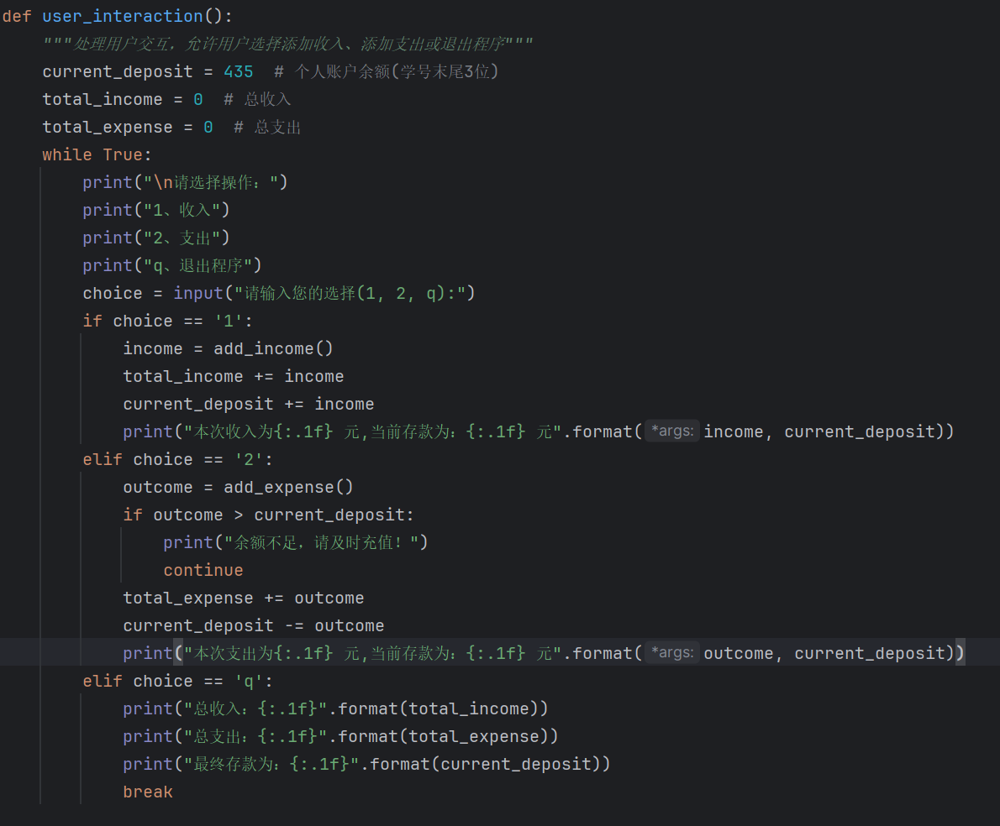 def user_interaction():
    """处理用户交互，允许用户选择添加收入、添加支出或退出程序"""
    current_deposit = 435  # 个人账户余额(学号末尾3位)
    total_income = 0  # 总收入
    total_expense = 0  # 总支出
    while True:
        print("\n请选择操作：")
        print("1、收入")
        print("2、支出")
        print("q、退出程序")
        choice = input("请输入您的选择(1, 2, q):")
        if choice == '1':
            income = add_income()
            total_income += income
            current_deposit += income
            print("本次收入为{:.1f} 元,当前存款为：{:.1f} 元".format( *args: income, current_deposit))
        elif choice == '2':
            outcome = add_expense()
            if outcome > current_deposit:
                print("余额不足，请及时充值！")
                continue
            total_expense += outcome
            current_deposit -= outcome
            print("本次支出为{:.1f} 元,当前存款为：{:.1f} 元".format( *args: outcome, current_deposit))
        elif choice == 'q':
            print("总收入：{:.1f}".format(total_income))
            print("总支出：{:.1f}".format(total_expense))
            print("最终存款为：{:.1f}".format(current_deposit))
            break